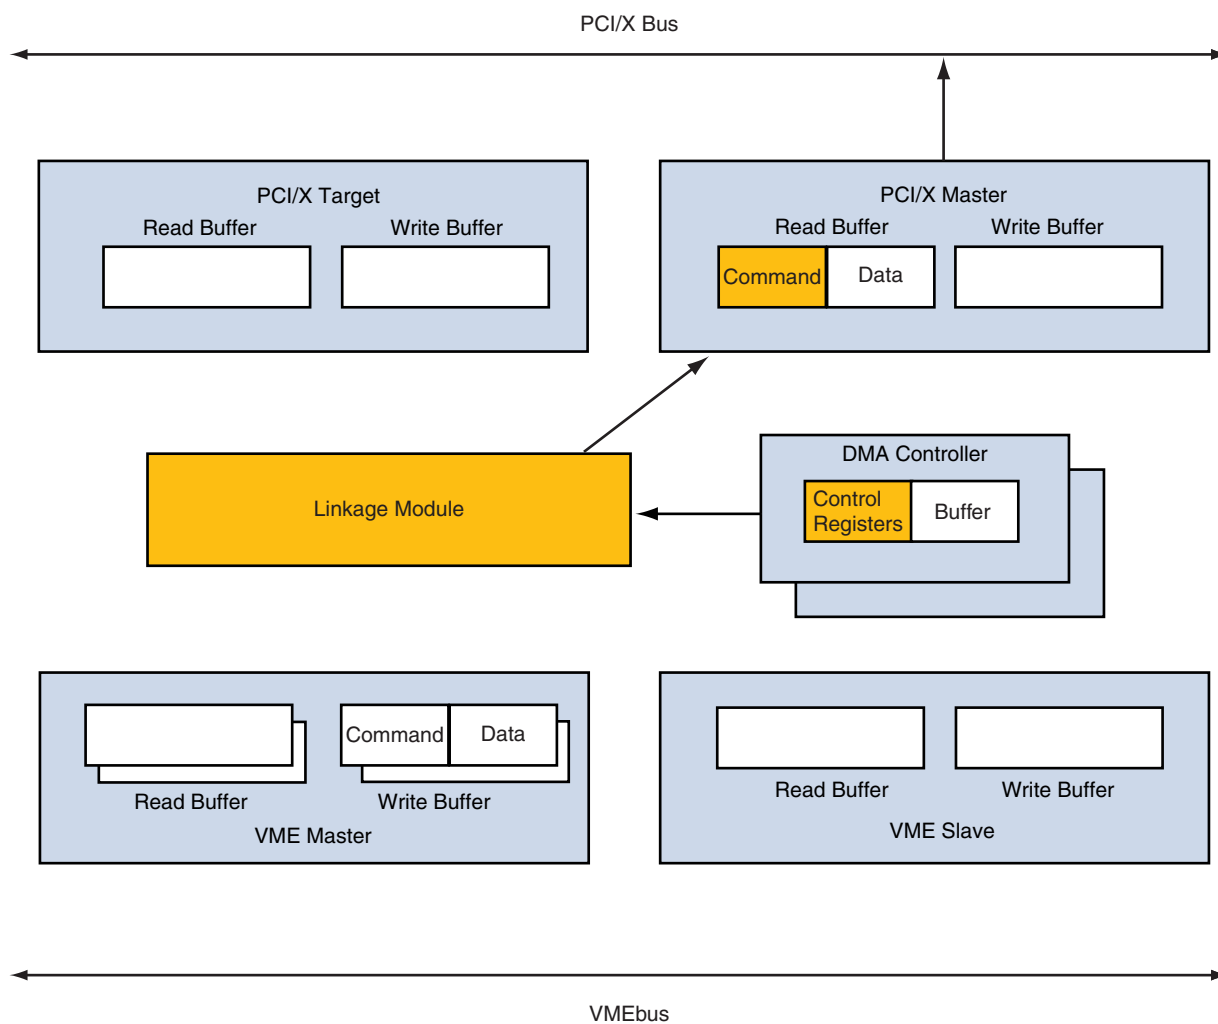 PCI/X Bus
PCI/X Target
Read Buffer
Write Buffer
PCI/X Master
Read Buffer
Write Buffer
Command
Data
Linkage Module
DMA Controller
Control
Registers
Buffer
Command
Data
Read Buffer
Write Buffer
VME Master
Read Buffer
Write Buffer
VME Slave
VMEbus